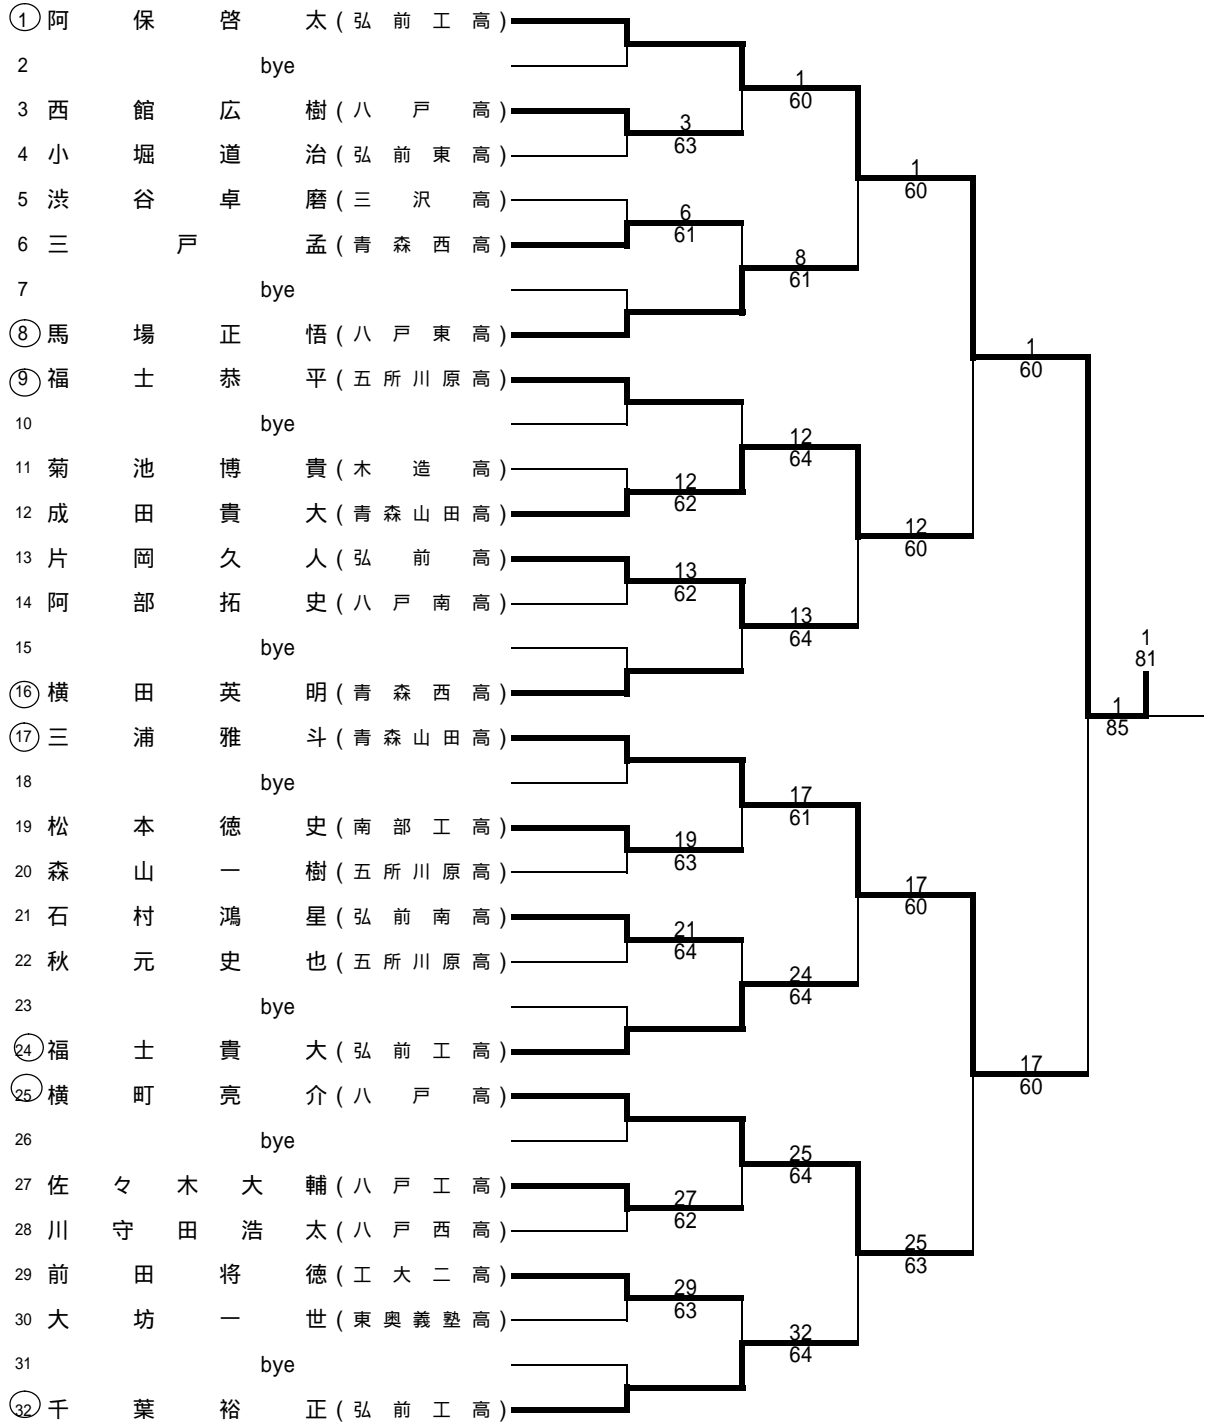 1 阿保啓太(弘前工高)
2 bye
3 西館広樹(八戸高)
4 小堀道治(弘前東高)
5 渋谷卓磨(三沢高)
6 三戸孟(青森西高)
7 bye
8 馬場正悟(八戸東高)
9 福士恭平(五所川原高)
10 bye
11 菊池博貴(木造高)
12 成田貴大(青森山田高)
13 片岡久人(弘前高)
14 阿部拓史(八戸南高)
15 bye
16 横田英明(青森西高)
17 三浦雅斗(青森山田高)
18 bye
19 松本徳史(南部工高)
20 森山一樹(五所川原高)
21 石村鴻星(弘前南高)
22 秋元史也(五所川原高)
23 bye
24 福士貴大(弘前工高)
25 横町亮介(八戸高)
26 bye
27 佐々木大輔(八戸工高)
28 川守田浩太(八戸西高)
29 前田将徳(工大二高)
30 大坊一世(東奥義塾高)
31 bye
32 千葉裕正(弘前工高)
3
63
6
61
12
62
13
62
19
63
21
64
27
62
29
63
1
60
8
61
12
64
13
64
17
61
24
64
25
64
32
64
1
60
12
60
17
60
25
63
1
60
17
60
1
85
1
81